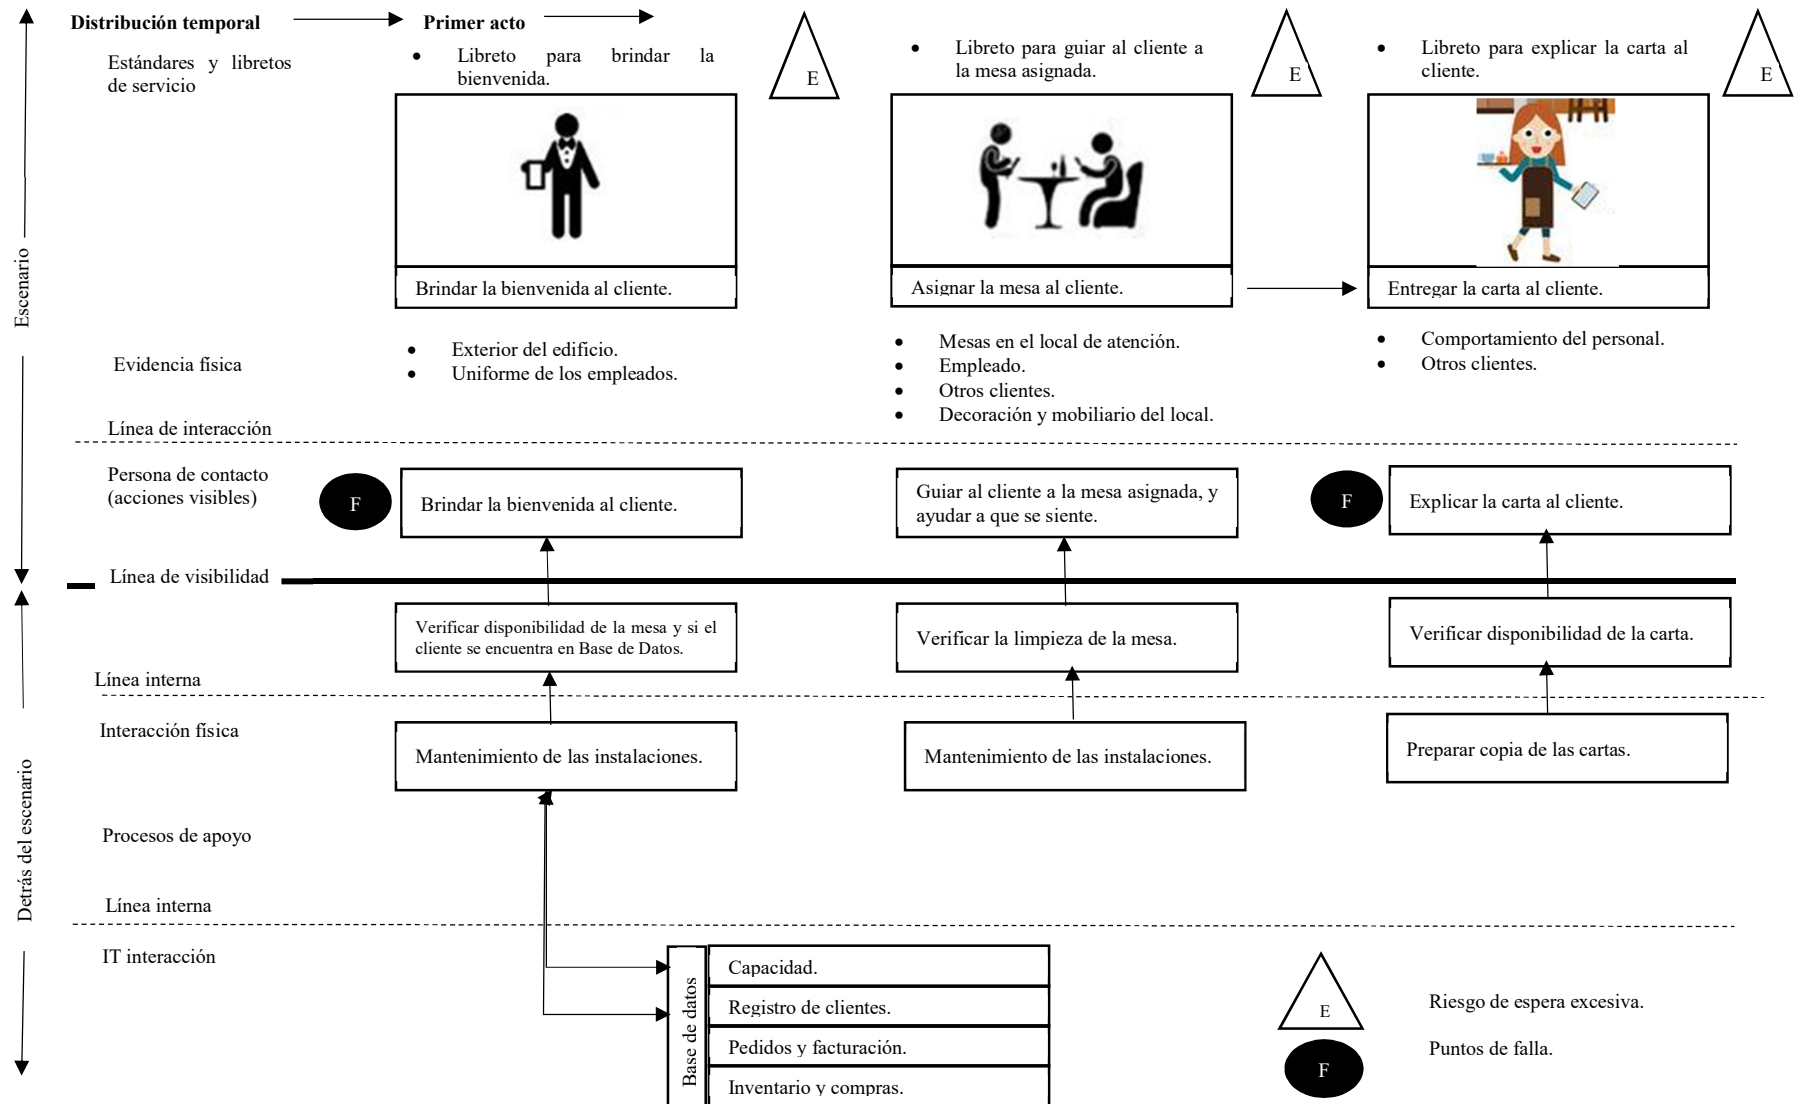 Distribución temporal
Primer acto
Estándares y libretos
de servicio
• Libreto para brindar la
bienvenida.
E
• Libreto para guiar al cliente a
la mesa asignada.
E
• Libreto para explicar la carta al
cliente.
E
Escenario
Brindar la bienvenida al cliente.
Asignar la mesa al cliente.
Entregar la carta al cliente.
Evidencia física
• Exterior del edificio.
• Uniforme de los empleados.
• Mesas en el local de atención.
• Empleado.
• Otros clientes.
• Decoración y mobiliario del local.
• Comportamiento del personal.
• Otros clientes.
Línea de interacción
Persona de contacto
(acciones visibles)
F
Brindar la bienvenida al cliente.
Guiar al cliente a la mesa asignada, y
ayudar a que se siente.
F
Explicar la carta al cliente.
Línea de visibilidad
Verificar disponibilidad de la mesa y si el
cliente se encuentra en Base de Datos.
Verificar la limpieza de la mesa.
Verificar disponibilidad de la carta.
Línea interna
Interacción física
Mantenimiento de las instalaciones.
Mantenimiento de las instalaciones.
Preparar copia de las cartas.
Detrás del escenario
Procesos de apoyo
Línea interna
IT interacción
Base de datos
Capacidad.
Registro de clientes.
Pedidos y facturación.
Inventario y compras.
E
Riesgo de espera excesiva.
F
Puntos de falla.